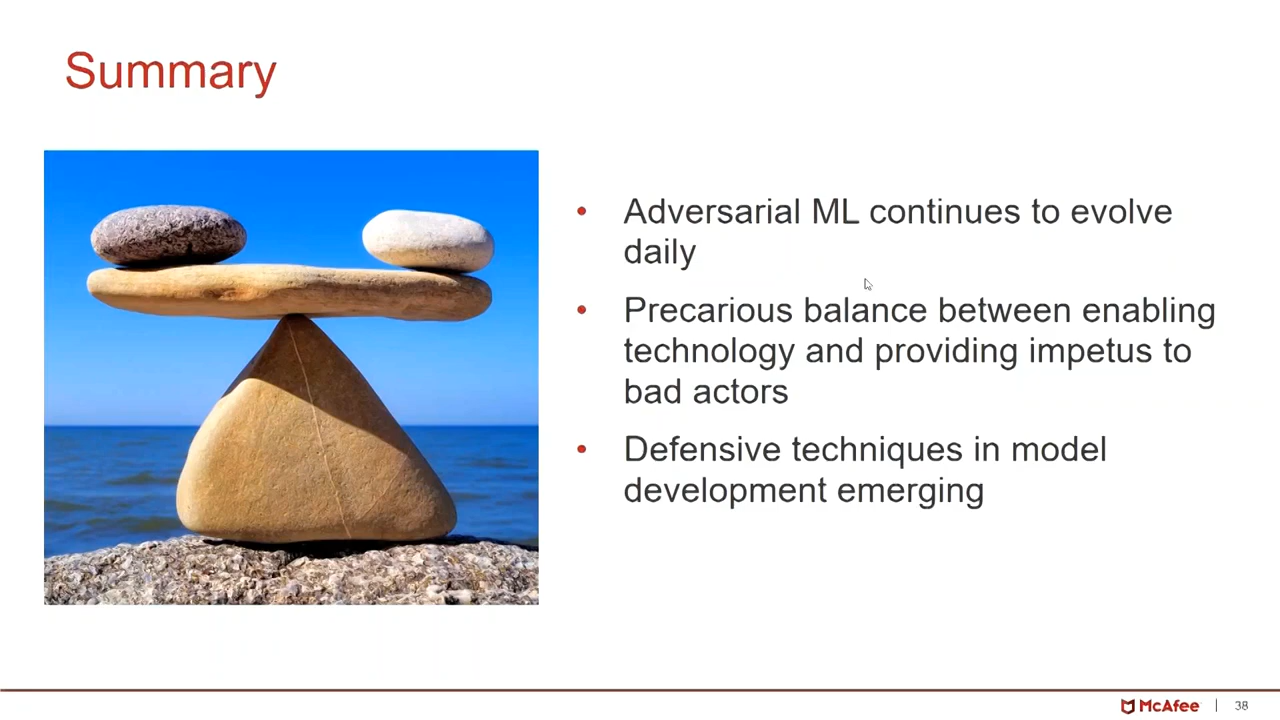 Summary
• Adversarial ML continues to evolve
daily
• Precarious balance between enabling
technology and providing impetus to
bad actors
• Defensive techniques in model
development emerging
McAfee | 38